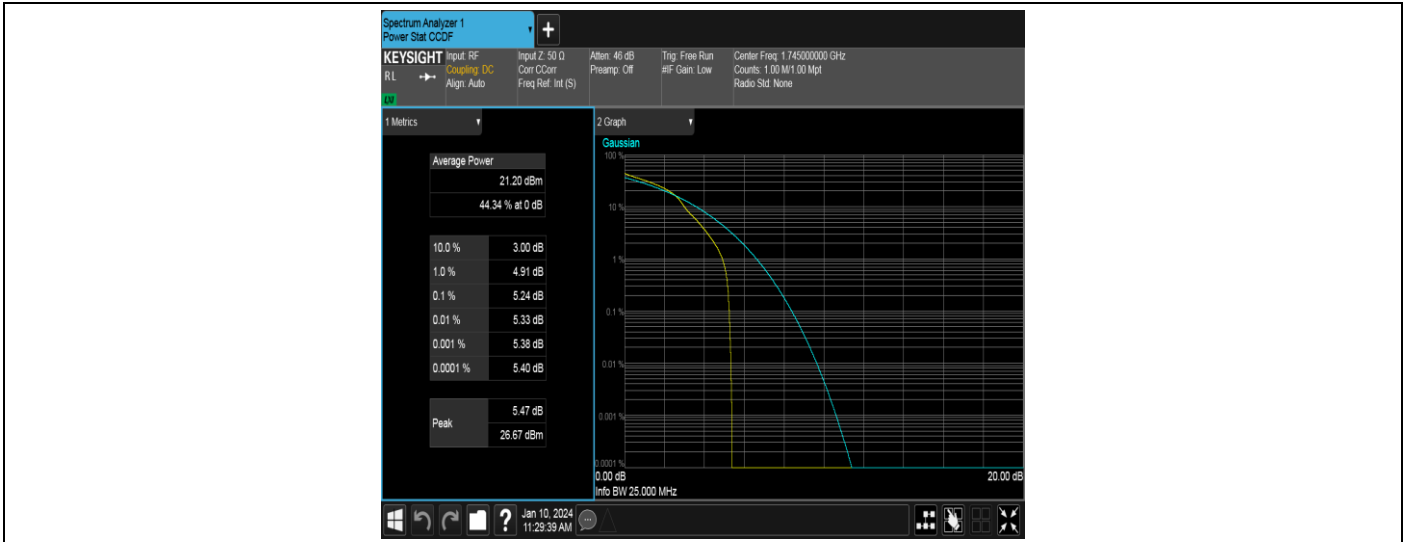 Spectrum Analyzer 1
Power Stat CCDF
+
KEYSIGHT
RL
LXI
Input: RF
Coupling: DC
Align: Auto
Input Z: 50 Ω
Corr CCorr
Freq Ref: Int (S)
Atten: 46 dB
Preamp: Off
Trig: Free Run
#IF Gain: Low
Center Freq: 1.745000000 GHz
Counts: 1.00 M/1.00 Mpt
Radio Std: None
1 Metrics
Average Power
21.20 dBm
44.34 % at 0 dB
10.0 % 3.00 dB
1.0 % 4.91 dB
0.1 % 5.24 dB
0.01 % 5.33 dB
0.001 % 5.38 dB
0.0001 % 5.40 dB
Peak
5.47 dB
26.67 dBm
2 Graph
Gaussian
100 %
10 %
1 %
0.1 %
0.01 %
0.001 %
0.0001 %
0.00 dB 20.00 dB
Info BW 25.000 MHz
?
Jan 10, 2024
11:29:39 AM